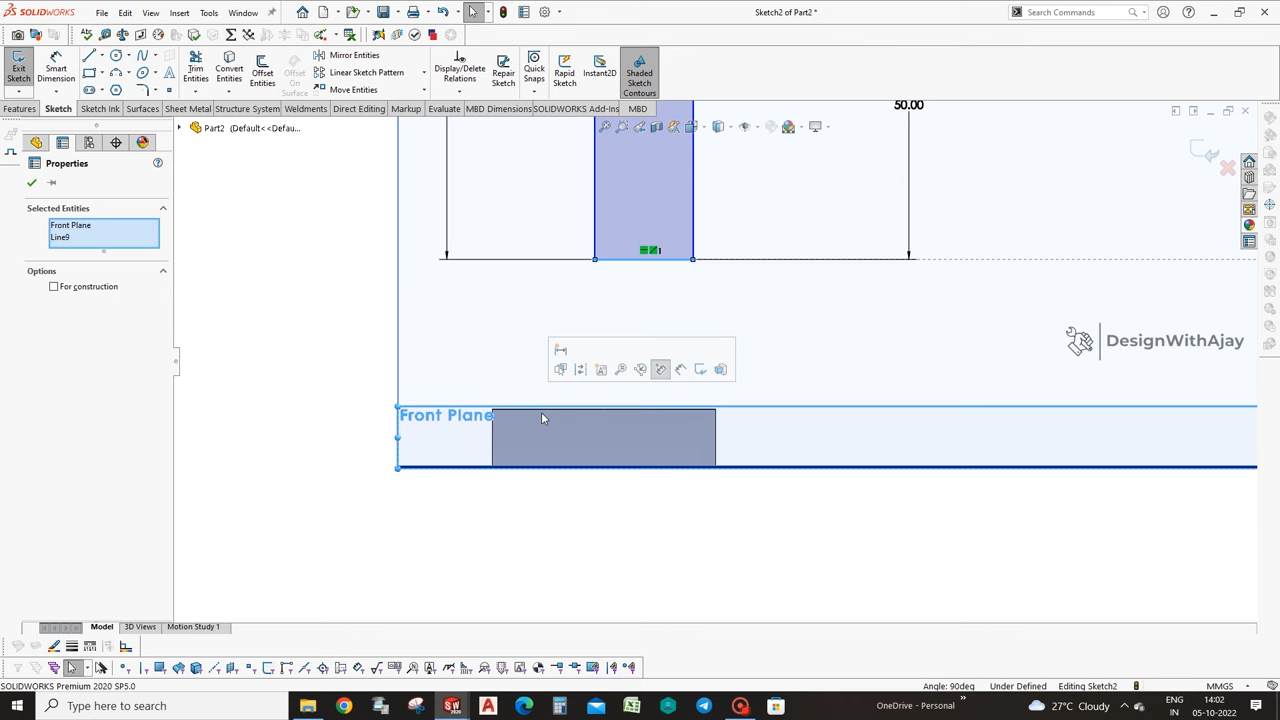 SOLIDWORKS File Edit View Insert Tools Window Sketch2 of Part2 * Search Commands
Exit Sketch
Smart Dimension
Trim Entities
Convert Entities
Offset Entities
Offset On Surface
Mirror Entities
Linear Sketch Pattern
Move Entities
Display/Delete Relations
Repair Sketch
Quick Snaps
Rapid Sketch
Instant2D
Shaded Sketch Contours
Features Sketch Sketch Ink Surfaces Sheet Metal Structure System Weldments Direct Editing Markup Evaluate MBD Dimensions SOLIDWORKS Add-Ins MBD
50.00
Part2 (Default<<Defau...
Properties
Selected Entities
Front Plane
Line9
Options
For construction
1
DesignWithAjay
Front Plane
Model 3D Views Motion Study 1
SOLIDWORKS Premium 2020 SP5.0 Angle: 90deg Under Defined Editing Sketch2 MMGS
Type here to search OneDrive - Personal 27°C Cloudy ENG IN 14:02 05-10-2022